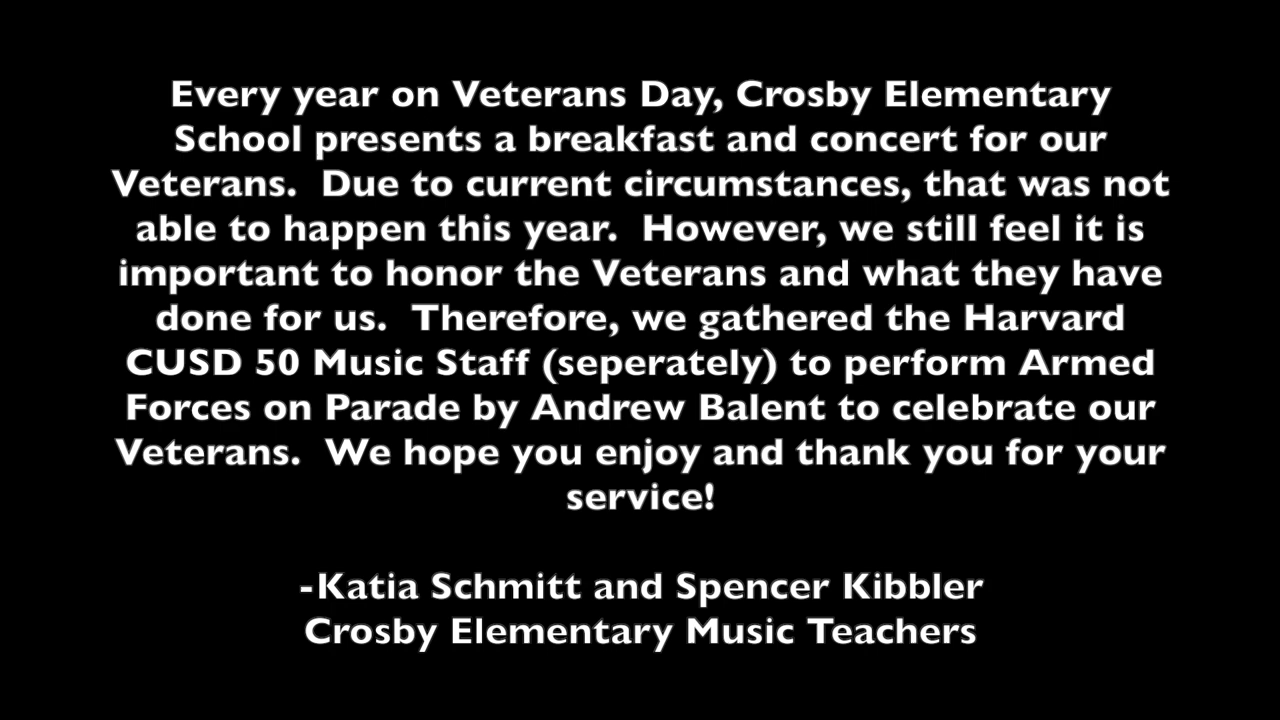 Every year on Veterans Day, Crosby Elementary
School presents a breakfast and concert for our
Veterans.  Due to current circumstances, that was not
able to happen this year.  However, we still feel it is
important to honor the Veterans and what they have
done for us.  Therefore, we gathered the Harvard
CUSD 50 Music Staff (seperately) to perform Armed
Forces on Parade by Andrew Balent to celebrate our
Veterans.  We hope you enjoy and thank you for your
service!
-Katia Schmitt and Spencer Kibbler
Crosby Elementary Music Teachers